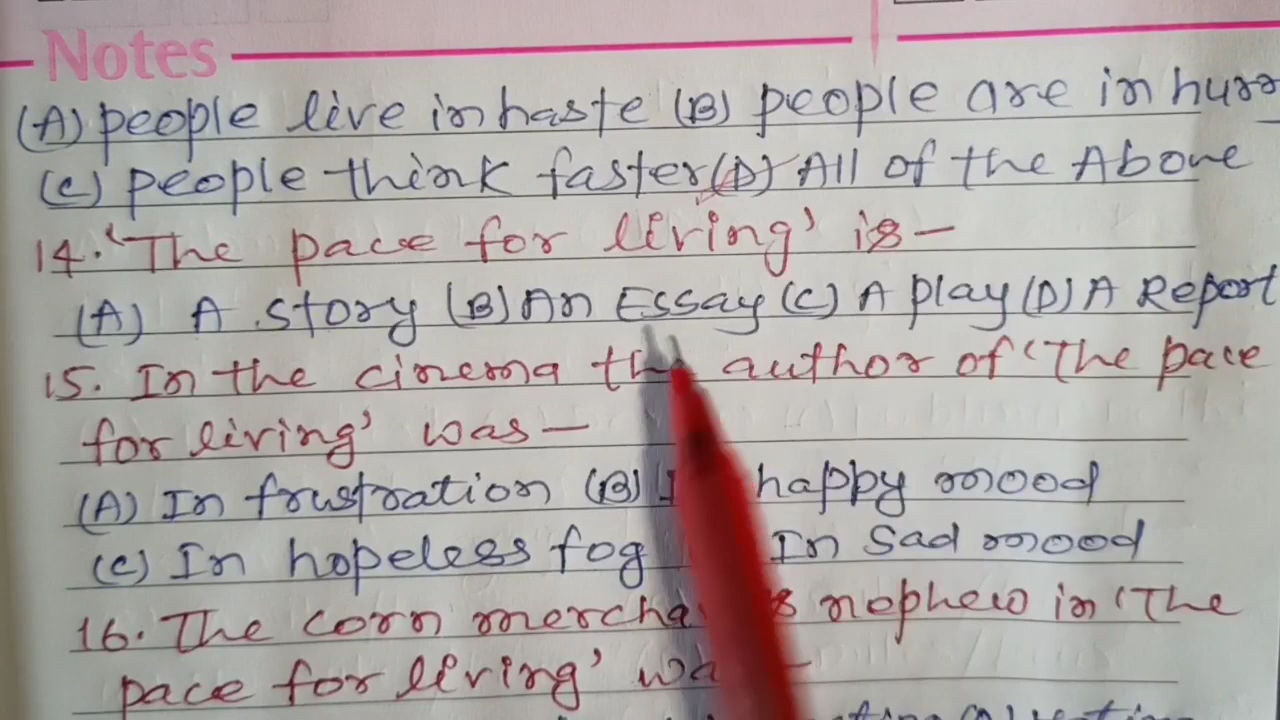 Notes
(A) people live in haste (B) people are in hurr
(C) people think faster (D) All of the Above
14. 'The pace for living' is –
(A) A story (B) An Essay (C) A play (D) A Report
15. In the cinema the author of 'The pace
for living' was –
(A) In frustration (B) happy mood
(C) In hopeless fog In Sad mood
16. The corn nephew in 'The
pace for living' was –